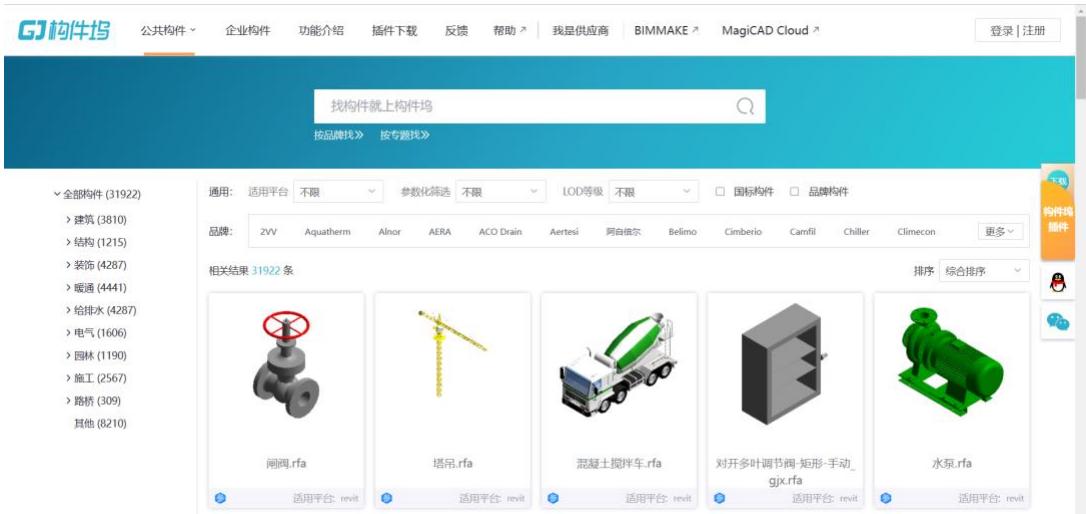 GJ构件坞 公共构件 企业构件 功能介绍 插件下载 反馈 帮助 我是供应商 BIMMAKE MagiCAD Cloud 登录 | 注册
找构件就上构件坞
按品牌找 按专题找
下载
构件坞
插件
全部构件 (31922)
建筑 (3810)
结构 (1215)
装饰 (4287)
暖通 (4441)
给排水 (4287)
电气 (1606)
园林 (1190)
施工 (2567)
路桥 (309)
其他 (8210)
通用: 适用平台 不限 参数化筛选 不限 LOD等级 不限 国标构件 品牌构件
品牌: 2VV Aquatherm Alnor AERA ACO Drain Aertesi 阿自倍尔 Belimo Cimberio Camfil Chiller Climecon 更多
相关结果 31922 条 排序 综合排序
闸阀.rfa
适用平台: revit
塔吊.rfa
适用平台: revit
混凝土搅拌车.rfa
适用平台: revit
对开多叶调节阀-矩形-手动_
gjx.rfa
适用平台: revit
水泵.rfa
适用平台: revit